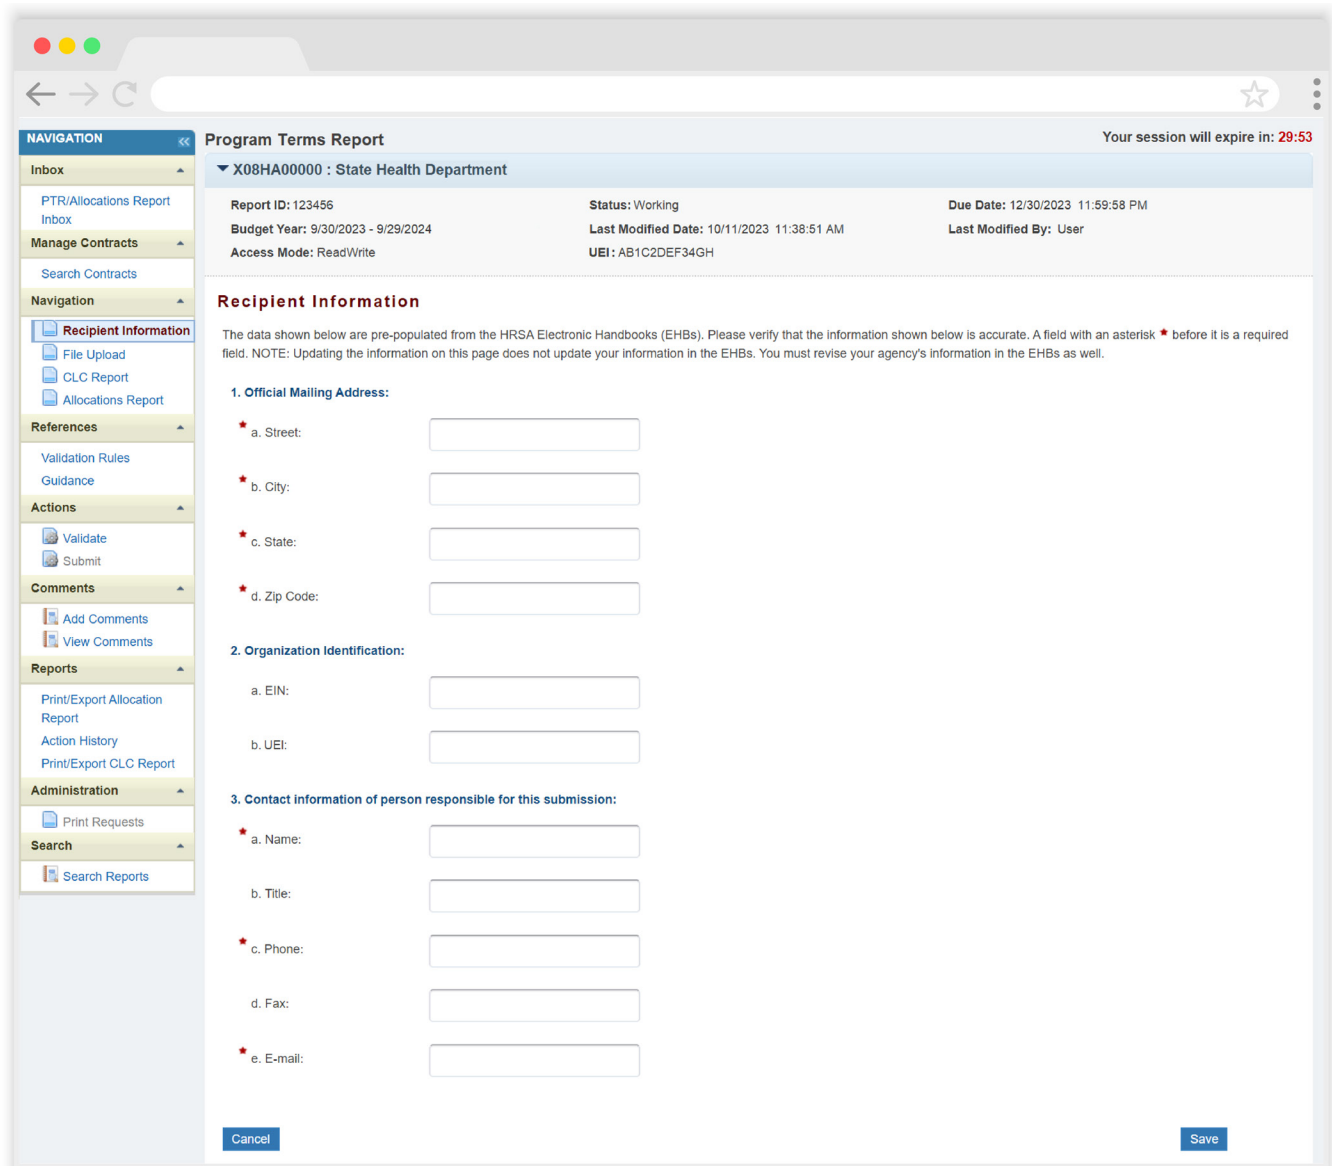 NAVIGATION
Inbox
PTR/Allocations Report
Inbox
Manage Contracts
Search Contracts
Navigation
Recipient Information
File Upload
CLC Report
Allocations Report
References
Validation Rules
Guidance
Actions
Validate
Submit
Comments
Add Comments
View Comments
Reports
Print/Export Allocation
Report
Action History
Print/Export CLC Report
Administration
Print Requests
Search
Search Reports
Program Terms Report
Your session will expire in: 29:53
X08HA00000 : State Health Department
Report ID: 123456
Status: Working
Due Date: 12/30/2023 11:59:58 PM
Budget Year: 9/30/2023 - 9/29/2024
Last Modified Date: 10/11/2023 11:38:51 AM
Last Modified By: User
Access Mode: ReadWrite
UEI: AB1C2DEF34GH
Recipient Information
The data shown below are pre-populated from the HRSA Electronic Handbooks (EHBs). Please verify that the information shown below is accurate. A field with an asterisk * before it is a required
field. NOTE: Updating the information on this page does not update your information in the EHBs. You must revise your agency's information in the EHBs as well.
1. Official Mailing Address:
* a. Street:
* b. City:
* c. State:
* d. Zip Code:
2. Organization Identification:
a. EIN:
b. UEI:
3. Contact information of person responsible for this submission:
* a. Name:
b. Title:
* c. Phone:
d. Fax:
* e. E-mail:
Cancel
Save